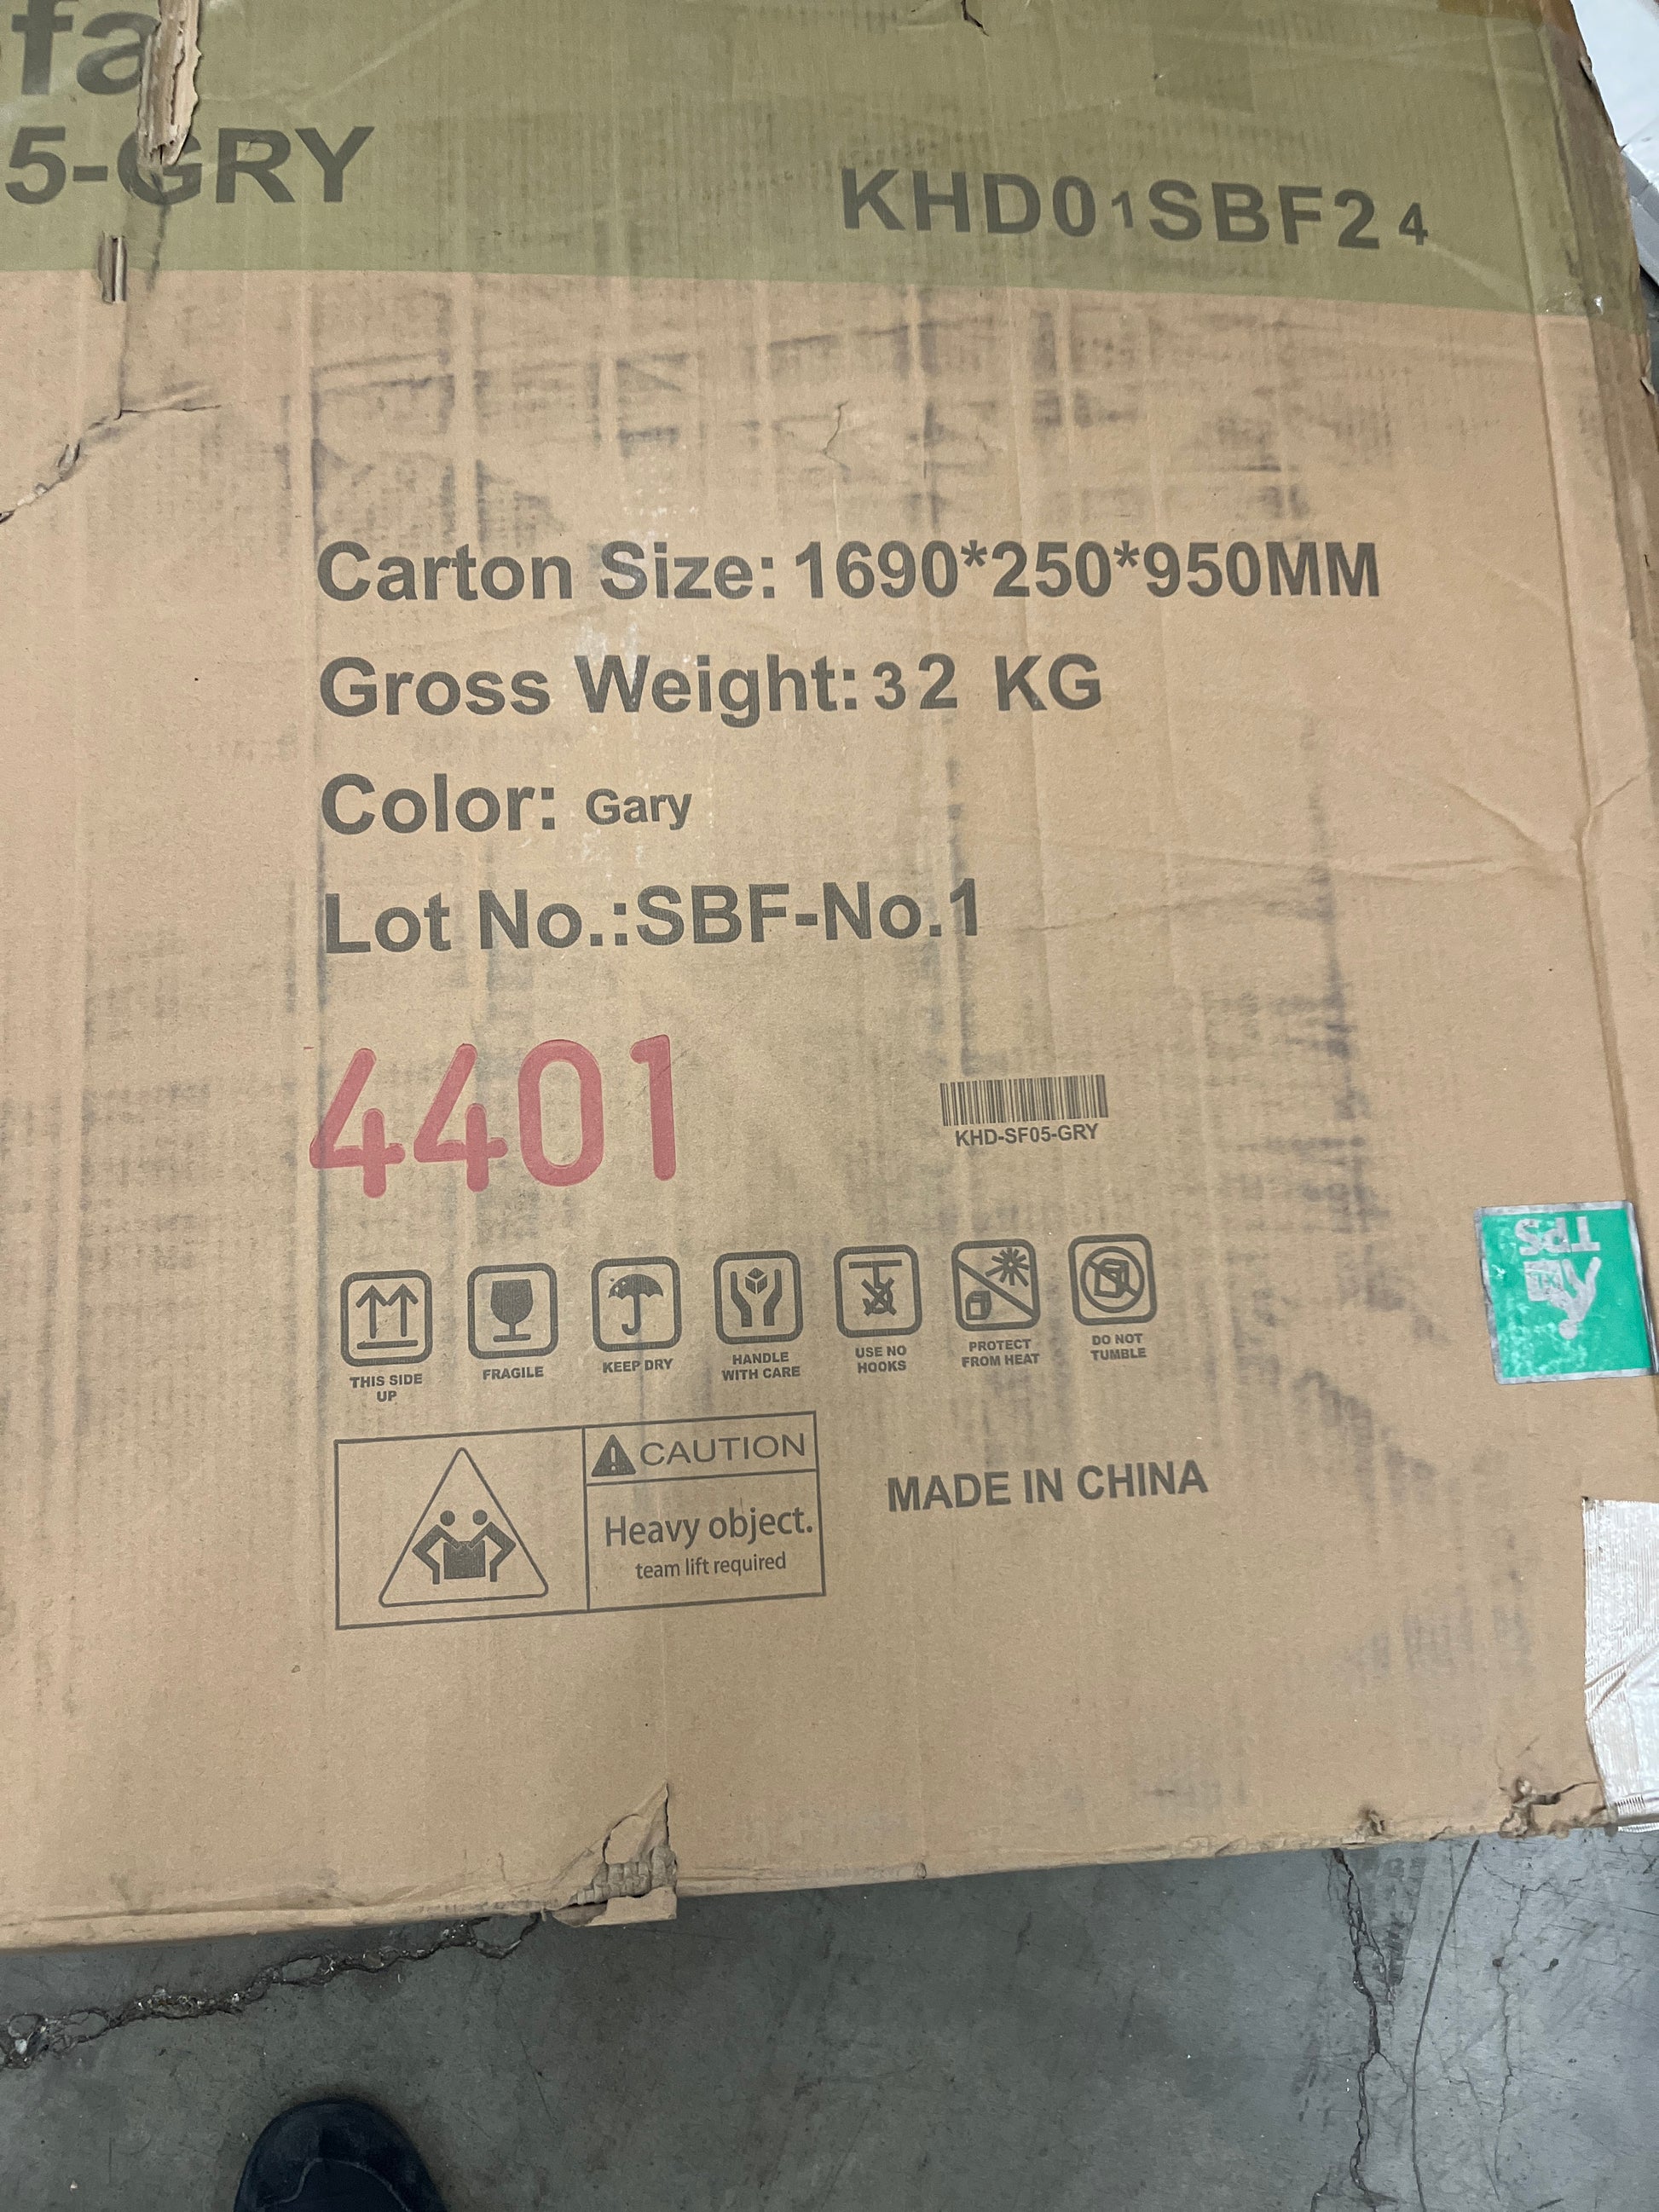 fa
5-GRY
KHD01SBF24
Carton Size: 1690*250*950MM
Gross Weight: 32 KG
Color: Gary
Lot No.:SBF-No.1
4401
KHD-SF05-GRY
THIS SIDE
UP
FRAGILE
KEEP DRY
HANDLE
WITH CARE
USE NO
HOOKS
PROTECT
FROM HEAT
DO NOT
TUMBLE
TPS
CAUTION
Heavy object.
team lift required
MADE IN CHINA